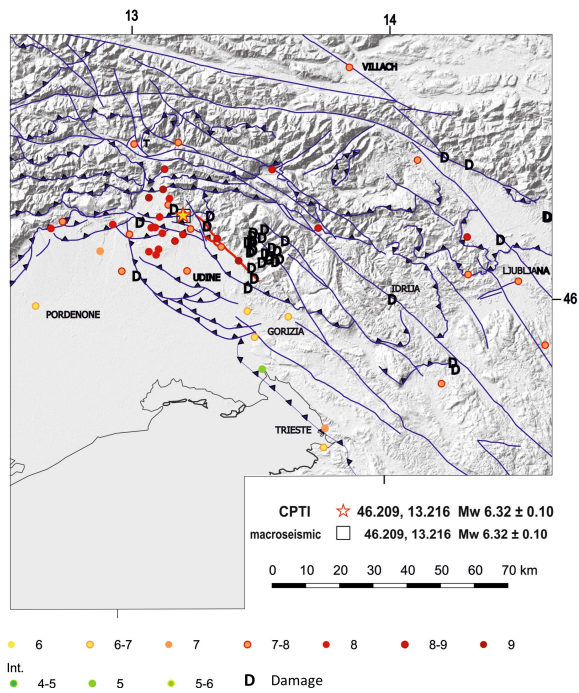 13 14
VILLACH
T
D
D
D
D
D
D
D
LJUBLJANA
UDINE
D
IDRIJA
D
46
PORDENONE
GORIZIA
D
D
TRIESTE
CPTI 46.209, 13.216 Mw 6.32 ± 0.10
macroseismic 46.209, 13.216 Mw 6.32 ± 0.10
0 10 20 30 40 50 60 70 km
6 6-7 7 7-8 8 8-9 9
Int.
4-5 5 5-6 D Damage